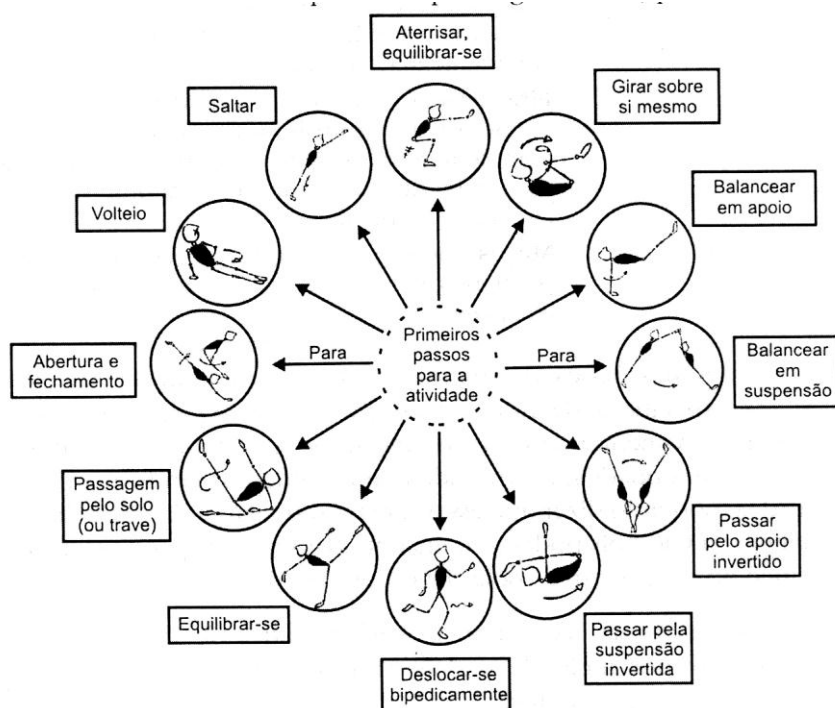 Aterrisar,
equilibrar-se
Girar sobre
si mesmo
Saltar
Balancear
em apoio
Volteio
Primeiros
passos
para a
atividade
Para
Para
Abertura e
fechamento
Balancear
em
suspensão
Passagem
pelo solo
(ou trave)
Passar
pelo apoio
invertido
Equilibrar-se
Passar pela
suspensão
invertida
Deslocar-se
bipedicamente